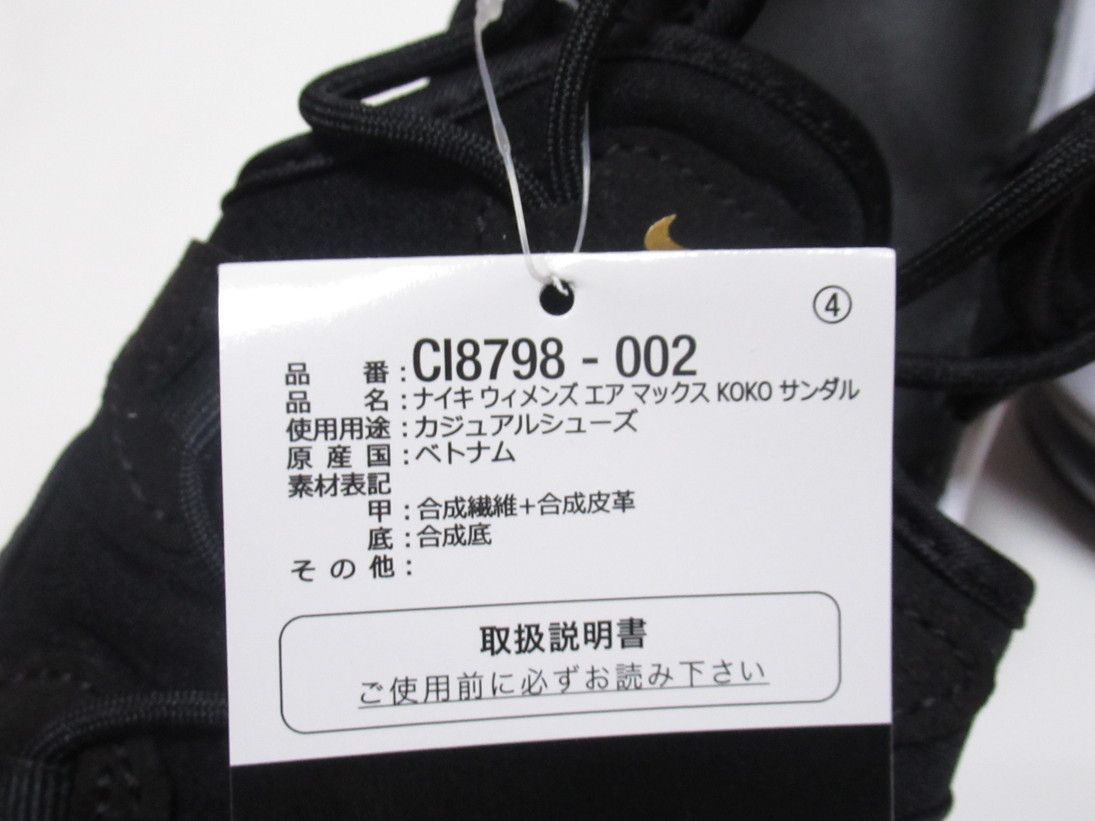 ④
品番:CI8798 - 002
品名:ナイキ ウィメンズ エア マックス KOKO サンダル
使用用途:カジュアルシューズ
原産国:ベトナム
素材表記
甲:合成繊維+合成皮革
底:合成底
その他:
取扱説明書
ご使用前に必ずお読み下さい